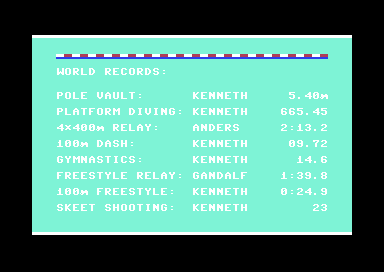 WORLD RECORDS:
POLE VAULT: KENNETH 5.40m
PLATFORM DIVING: KENNETH 665.45
4×400m RELAY: ANDERS 2:13.2
100m DASH: KENNETH 09.72
GYMNASTICS: KENNETH 14.6
FREESTYLE RELAY: GANDALF 1:39.8
100m FREESTYLE: KENNETH 0:24.9
SKEET SHOOTING: KENNETH 23